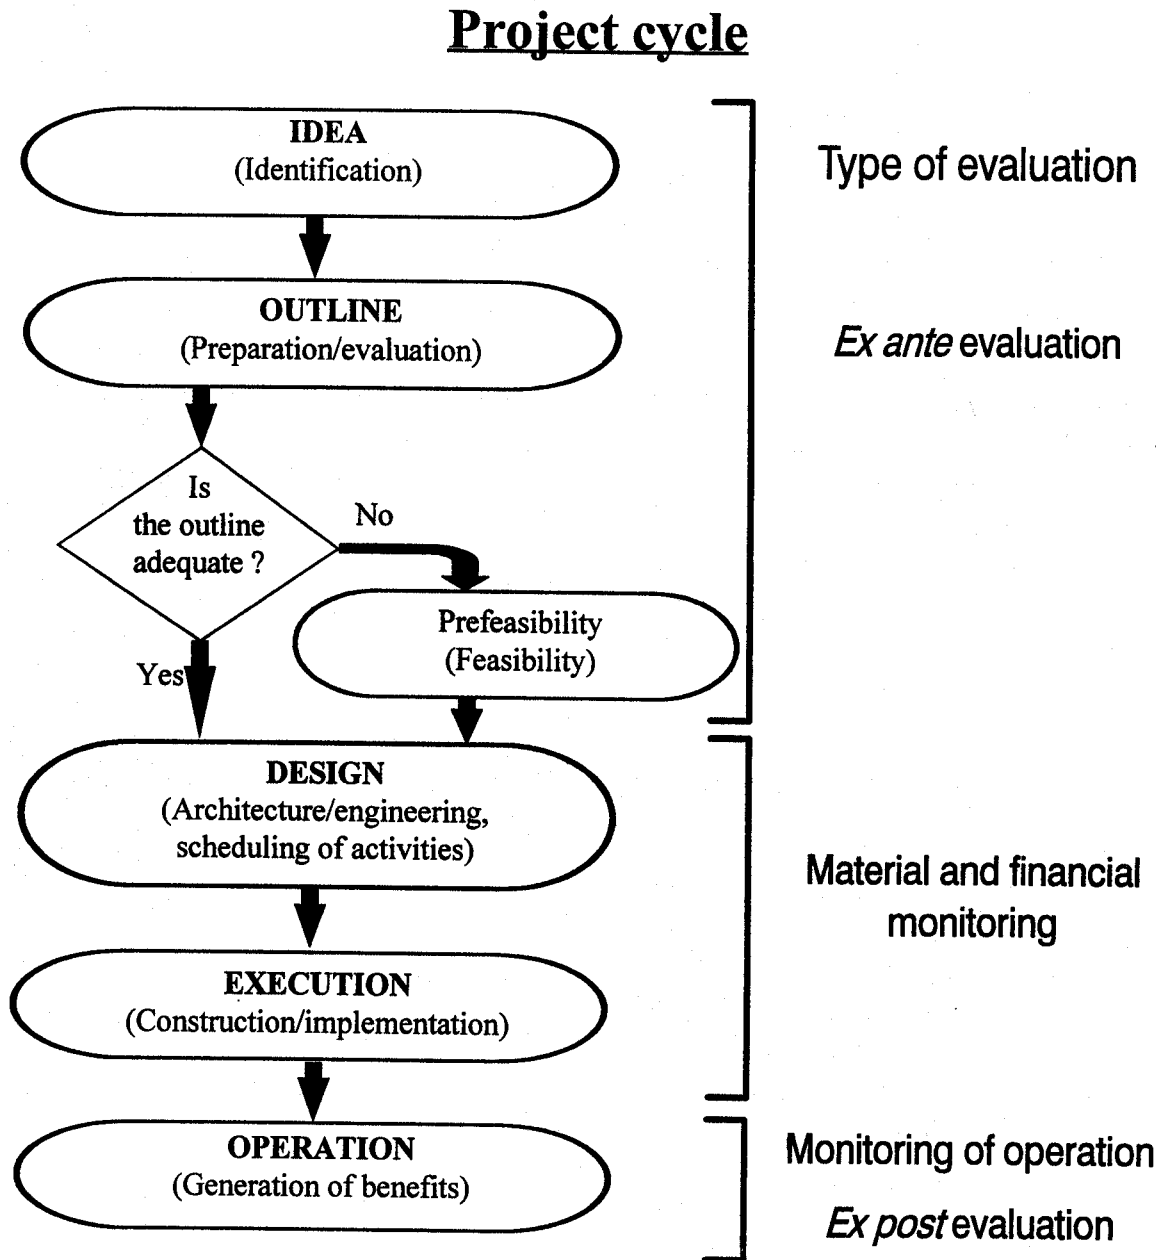 Project cycle
IDEA
(Identification)
Type of evaluation
OUTLINE
(Preparation/evaluation)
Ex ante evaluation
Is
the outline
adequate ?
No
Prefeasibility
(Feasibility)
Yes
DESIGN
(Architecture/engineering,
scheduling of activities)
Material and financial
monitoring
EXECUTION
(Construction/implementation)
OPERATION
(Generation of benefits)
Monitoring of operation
Ex post evaluation